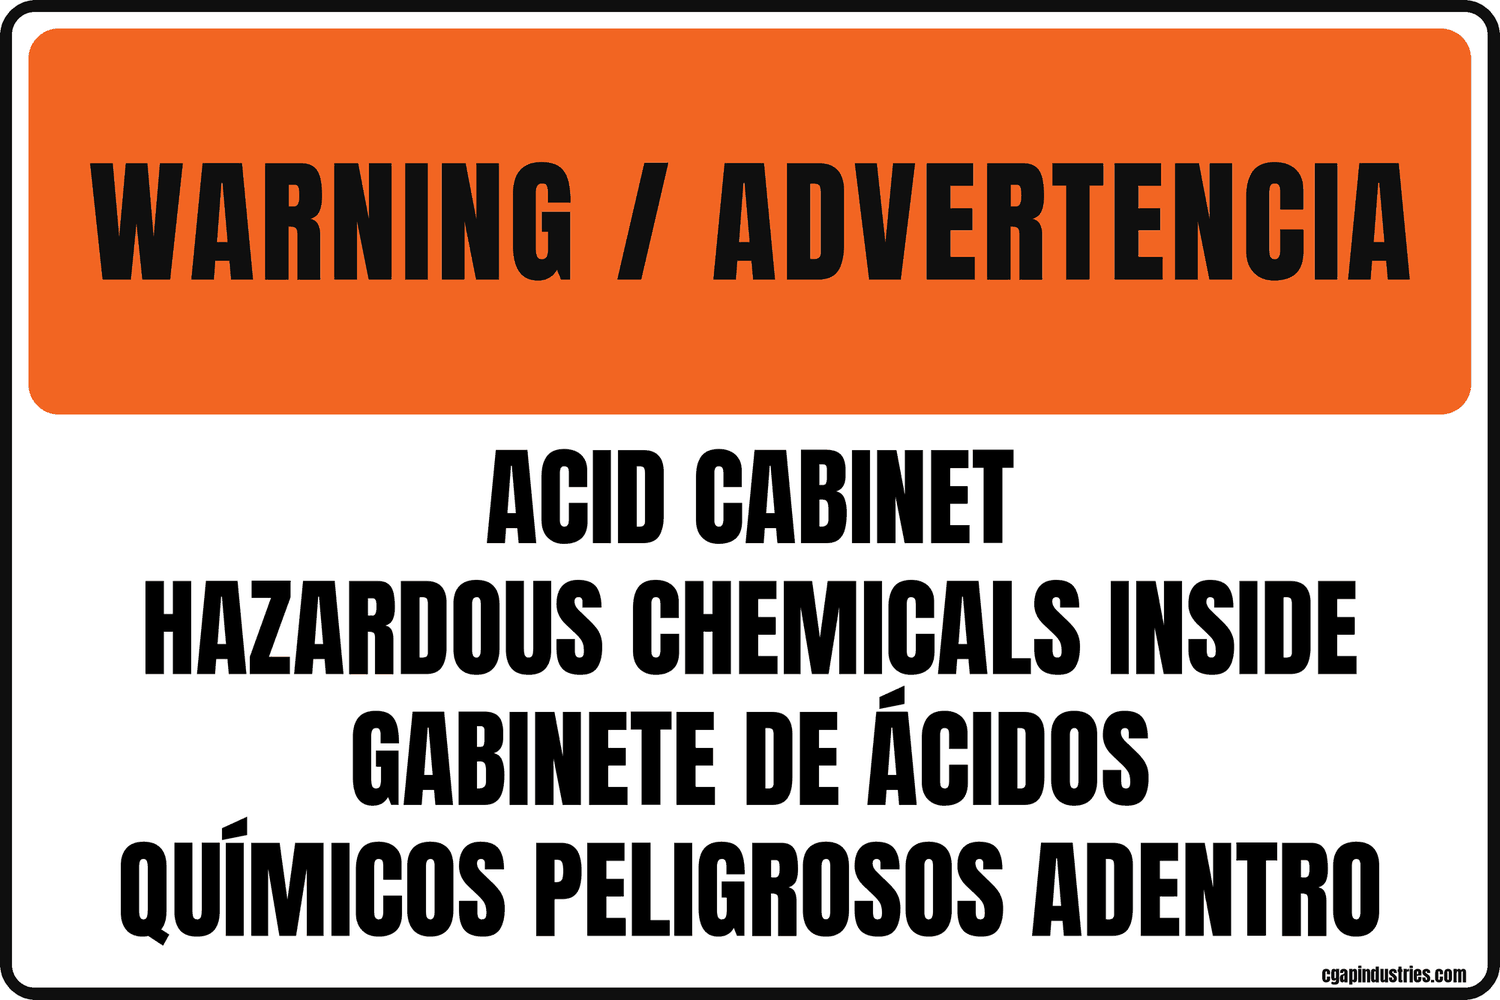 WARNING / ADVERTENCIA
ACID CABINET
HAZARDOUS CHEMICALS INSIDE
GABINETE DE ÁCIDOS
QUÍMICOS PELIGROSOS ADENTRO
cgapindustries.com